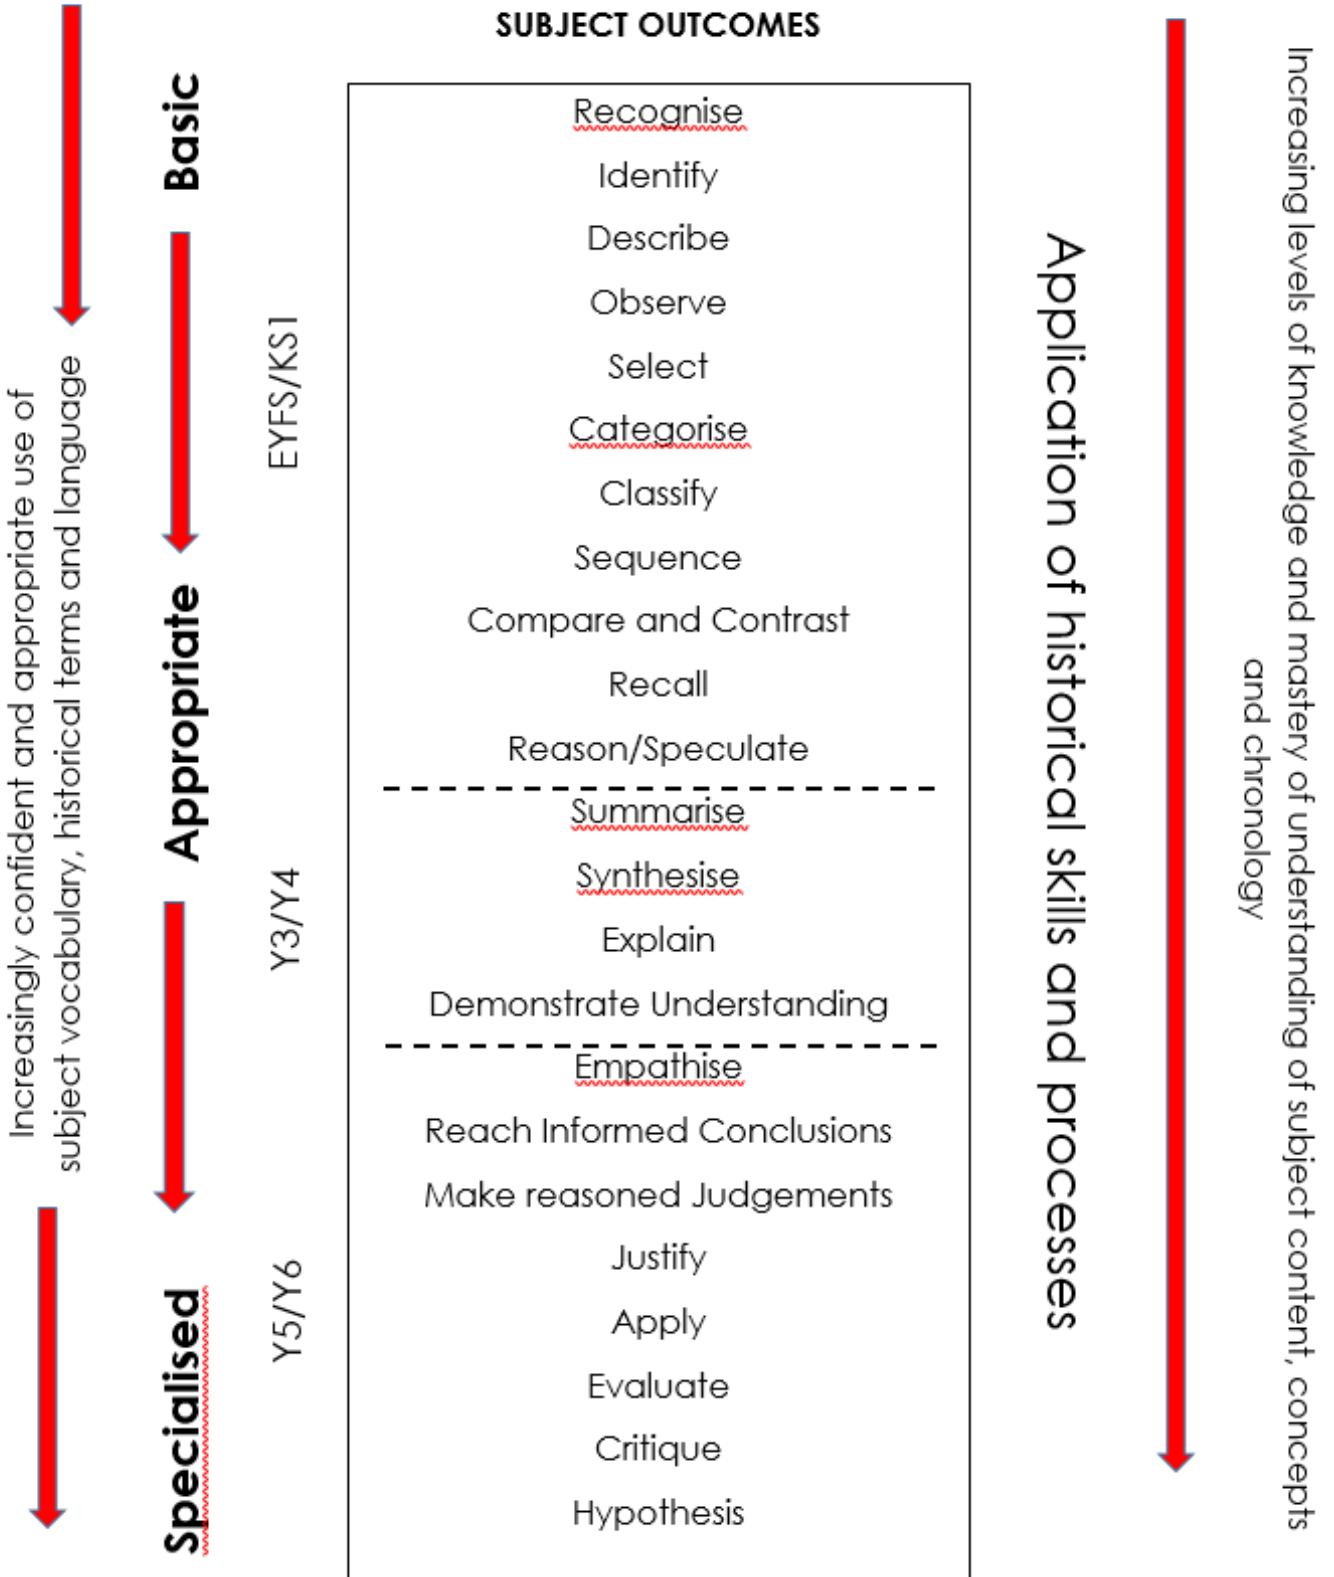 SUBJECT OUTCOMES
Increasingly confident and appropriate use of
subject vocabulary, historical terms and language
Basic
Appropriate
Specialised
EYFS/KS1
Y3/Y4
Y5/Y6
Recognise
Identify
Describe
Observe
Select
Categorise
Classify
Sequence
Compare and Contrast
Recall
Reason/Speculate
Summarise
Synthesise
Explain
Demonstrate Understanding
Empathise
Reach Informed Conclusions
Make reasoned Judgements
Justify
Apply
Evaluate
Critique
Hypothesis
Application of historical skills and processes
Increasing levels of knowledge and mastery of understanding of subject content, concepts
and chronology